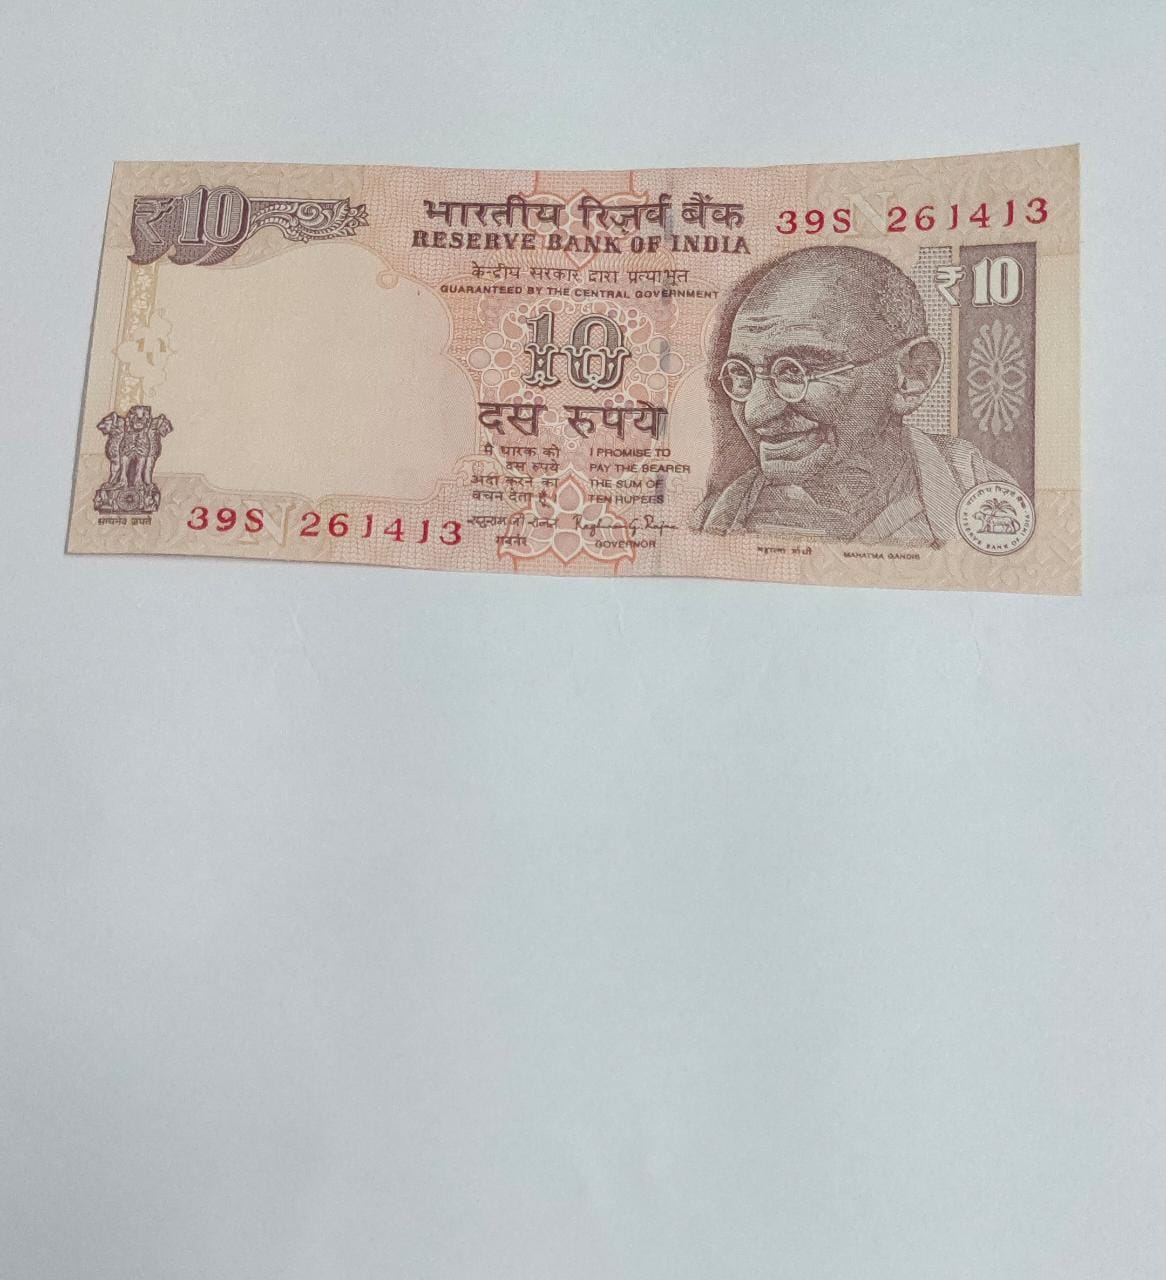 ₹10
भारतीय रिज़र्व बैंक
RESERVE BANK OF INDIA
39S 261413
केन्द्रीय सरकार द्वारा प्रत्याभूत
GUARANTEED BY THE CENTRAL GOVERNMENT
₹10
10
दस रुपये
मैं धारक को
दस रुपये
अदा करने का
वचन देता हूँ।
I PROMISE TO
PAY THE BEARER
THE SUM OF
TEN RUPEES
सत्यमेव जयते
39S 261413
रघुराम जी राजन
गवर्नर
GOVERNOR
महात्मा गांधी
MAHATMA GANDHI
भारतीय रिज़र्व बैंक
RESERVE BANK OF INDIA